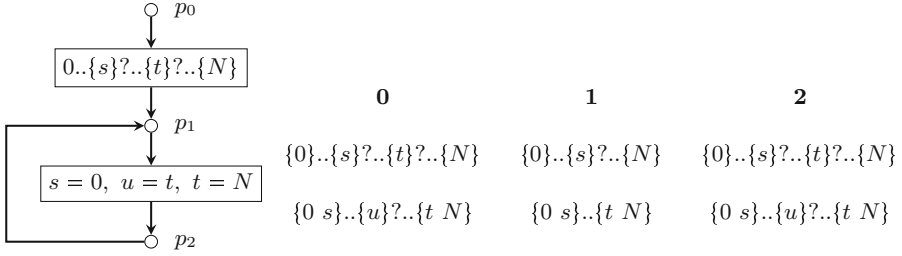 p₀
0..{s}?..{t}?..{N}
0 1 2
p₁
{0}..{s}?..{t}?..{N} {0}..{s}?..{N} {0}..{s}?..{t}?..{N}
s = 0, u = t, t = N
{0 s}..{u}?..{t N} {0 s}..{t N} {0 s}..{u}?..{t N}
p₂